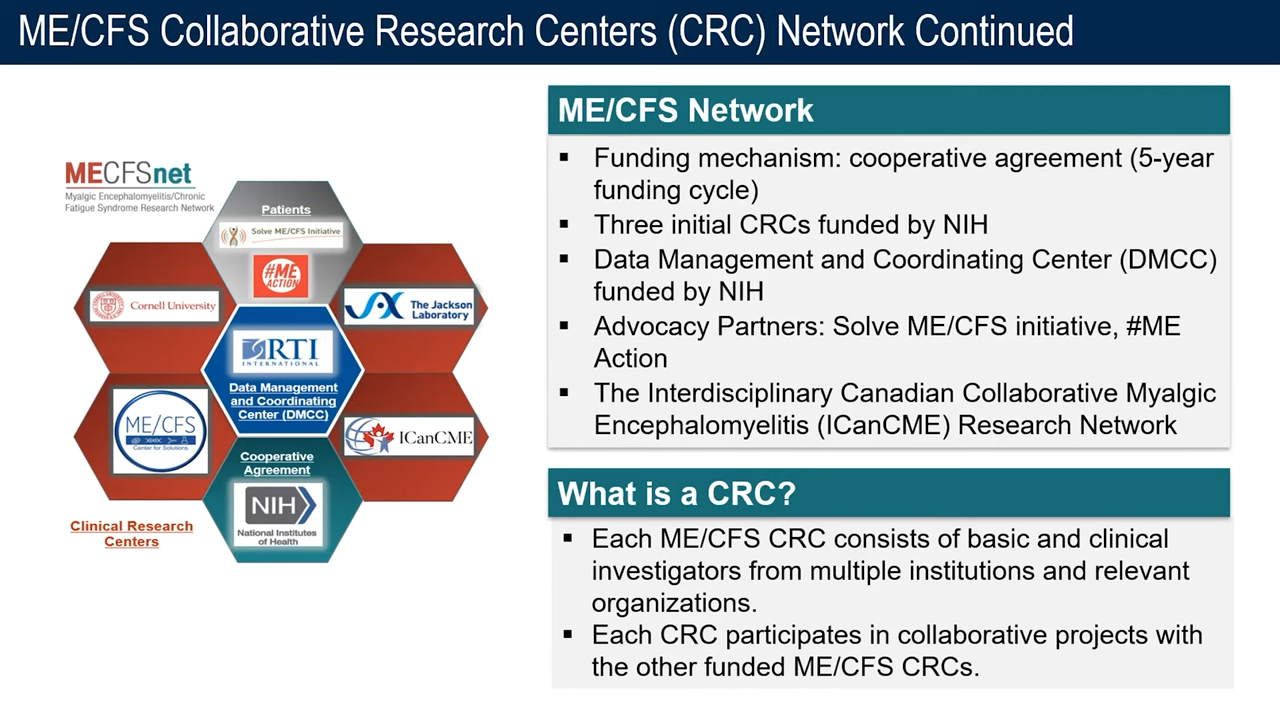 ME/CFS Collaborative Research Centers (CRC) Network Continued
MECFSnet
Myalgic Encephalomyelitis/Chronic
Fatigue Syndrome Research Network
Patients
Solve ME/CFS Initiative
#ME
ACTION
Cornell University
The Jackson
Laboratory
RTI
INTERNATIONAL
Data Management
and Coordinating
Center (DMCC)
ME/CFS
Center for Solutions
ICanCME
Cooperative
Agreement
NIH
National Institutes
of Health
Clinical Research
Centers
ME/CFS Network
▪ Funding mechanism: cooperative agreement (5-year
funding cycle)
▪ Three initial CRCs funded by NIH
▪ Data Management and Coordinating Center (DMCC)
funded by NIH
▪ Advocacy Partners: Solve ME/CFS initiative, #ME
Action
▪ The Interdisciplinary Canadian Collaborative Myalgic
Encephalomyelitis (ICanCME) Research Network
What is a CRC?
▪ Each ME/CFS CRC consists of basic and clinical
investigators from multiple institutions and relevant
organizations.
▪ Each CRC participates in collaborative projects with
the other funded ME/CFS CRCs.